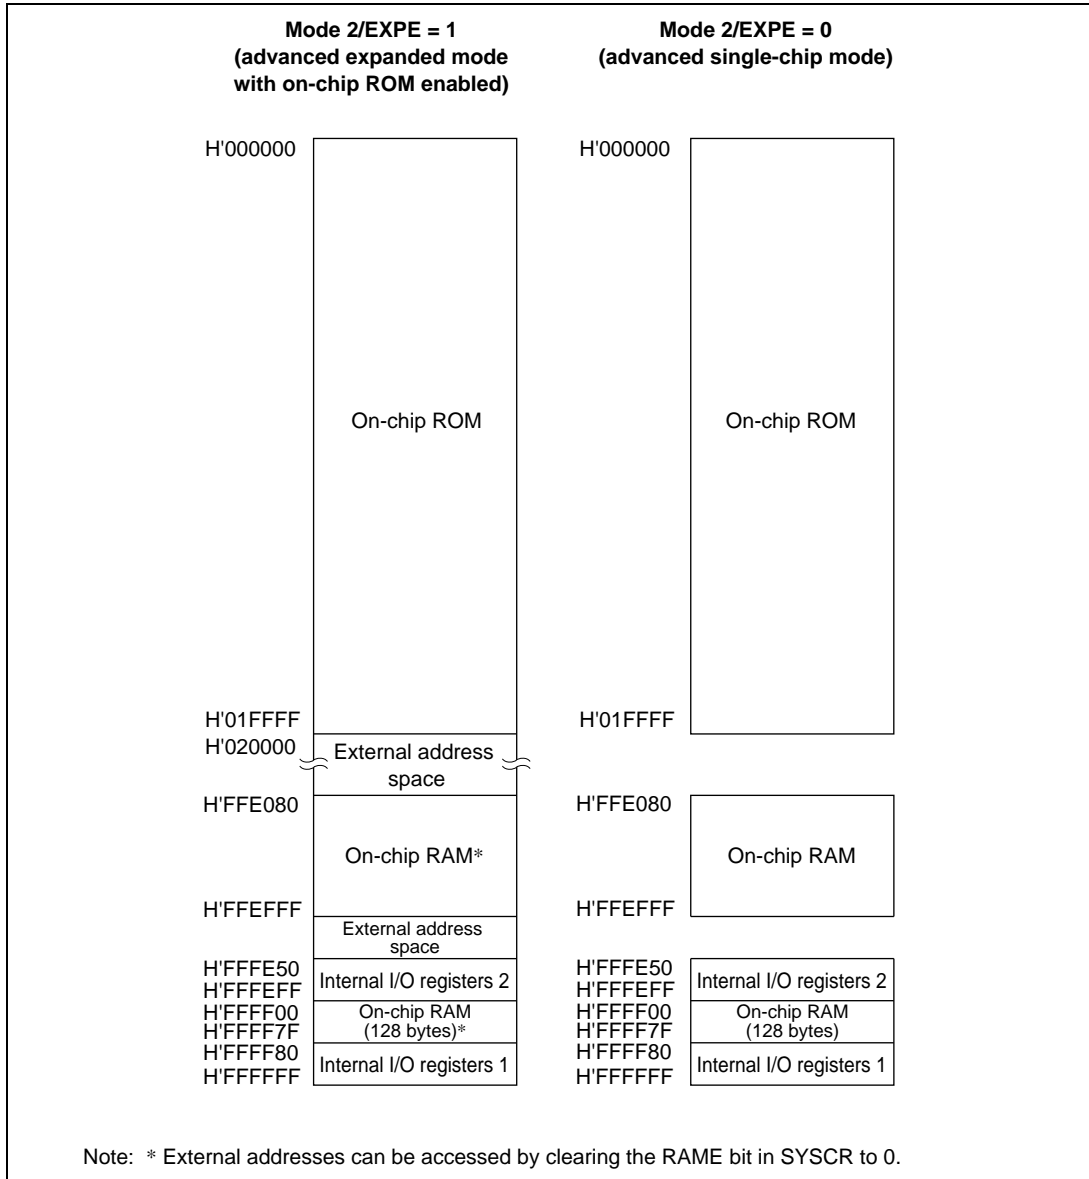 Mode 2/EXPE = 1
(advanced expanded mode
with on-chip ROM enabled)
Mode 2/EXPE = 0
(advanced single-chip mode)
H'000000
On-chip ROM
H'01FFFF
H'020000
External address
space
H'FFE080
On-chip RAM*
H'FFEFFF
External address
space
H'FFFE50
Internal I/O registers 2
H'FFFEFF
H'FFFF00
On-chip RAM
(128 bytes)*
H'FFFF7F
H'FFFF80
Internal I/O registers 1
H'FFFFFF
H'000000
On-chip ROM
H'01FFFF
H'FFE080
On-chip RAM
H'FFEFFF
H'FFFE50
Internal I/O registers 2
H'FFFEFF
H'FFFF00
On-chip RAM
(128 bytes)
H'FFFF7F
H'FFFF80
Internal I/O registers 1
H'FFFFFF
Note: * External addresses can be accessed by clearing the RAME bit in SYSCR to 0.